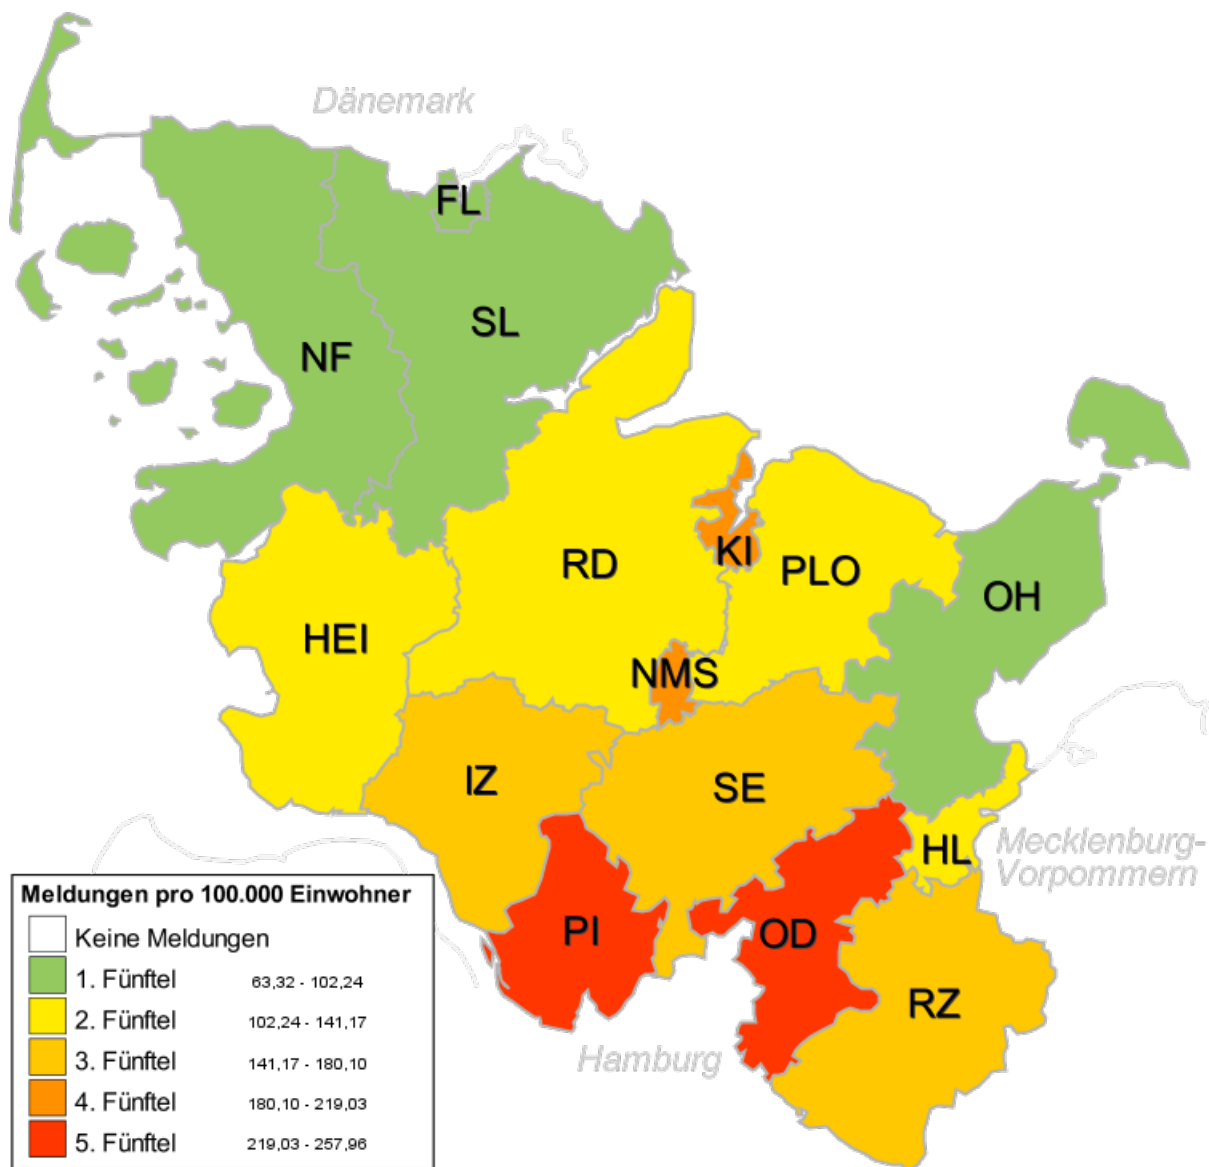 Dänemark
FL
SL
NF
RD
KI
PLO
OH
HEI
NMS
IZ
SE
HL
Mecklenburg-
Vorpommern
PI
OD
RZ
Hamburg
Meldungen pro 100.000 Einwohner
Keine Meldungen
1. Fünftel 63,32 - 102,24
2. Fünftel 102,24 - 141,17
3. Fünftel 141,17 - 180,10
4. Fünftel 180,10 - 219,03
5. Fünftel 219,03 - 257,96